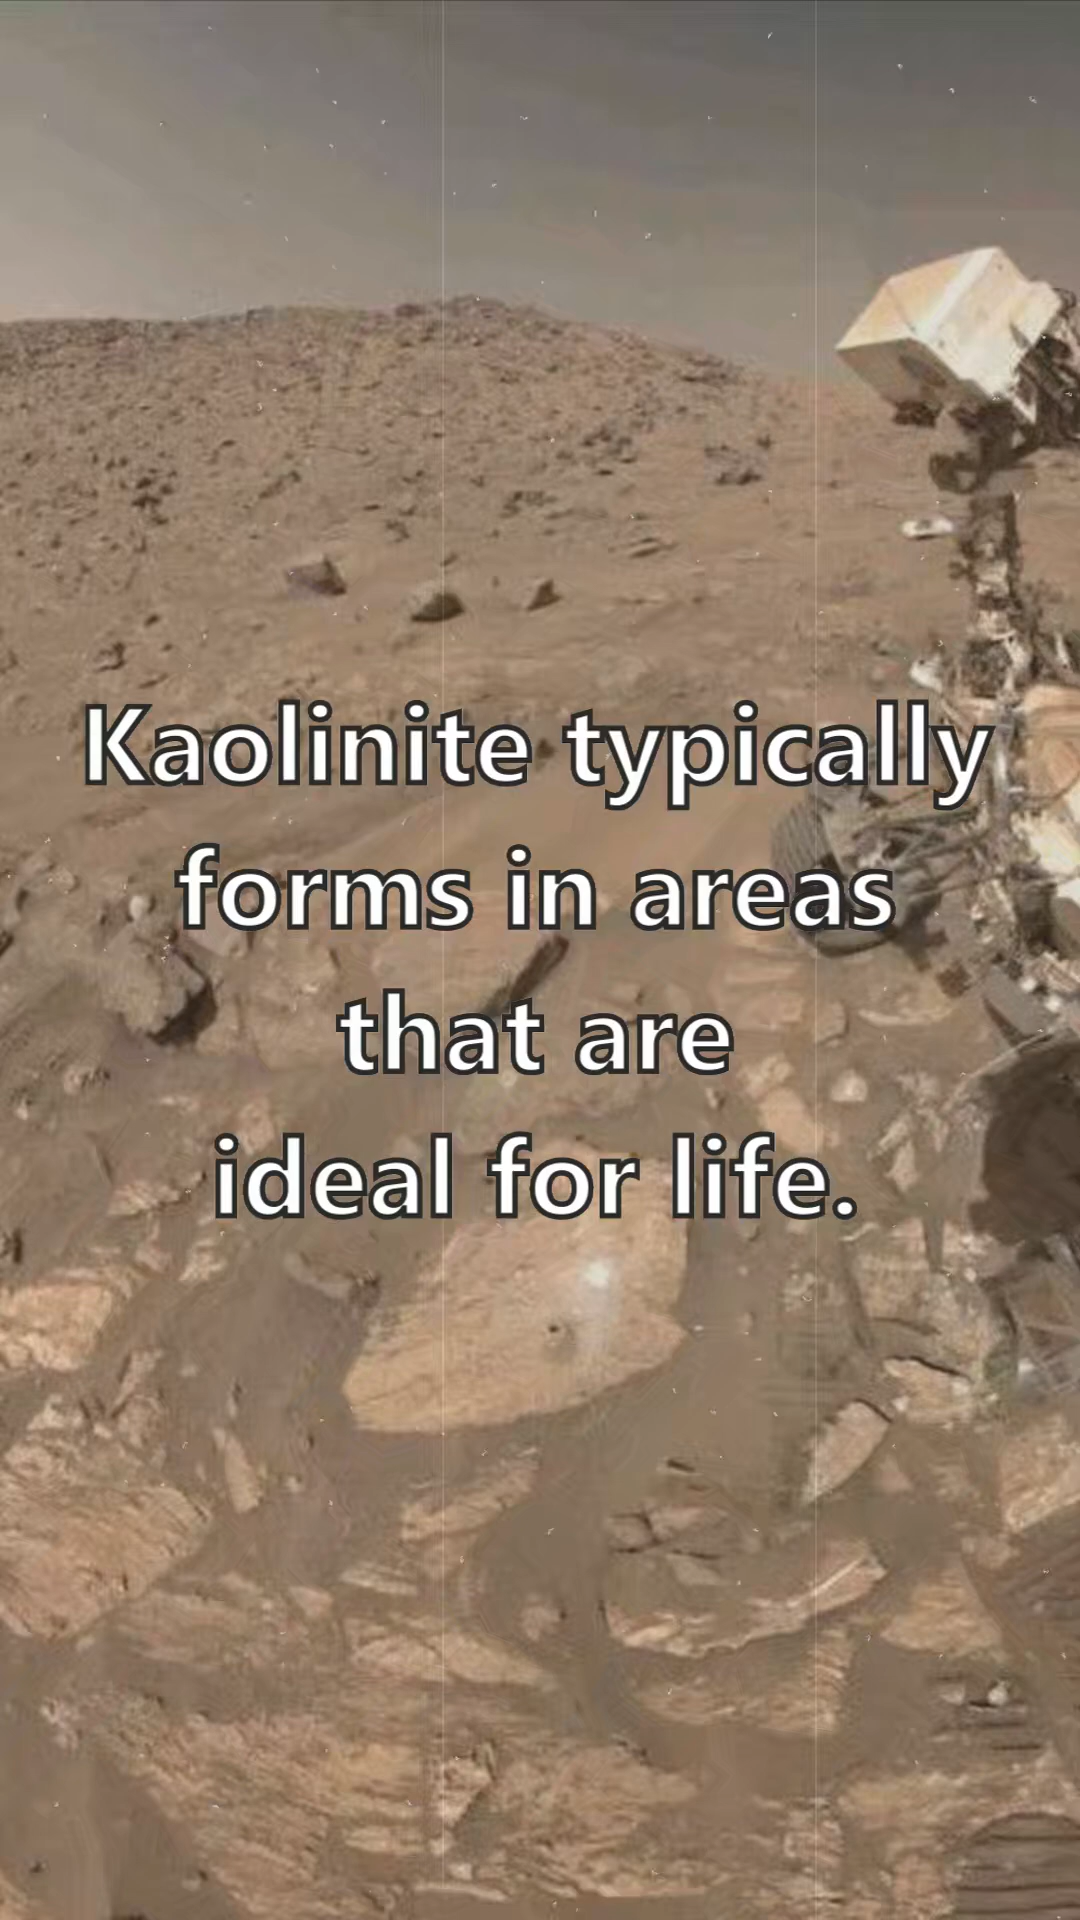 Kaolinite typically
forms in areas
that are
ideal for life.